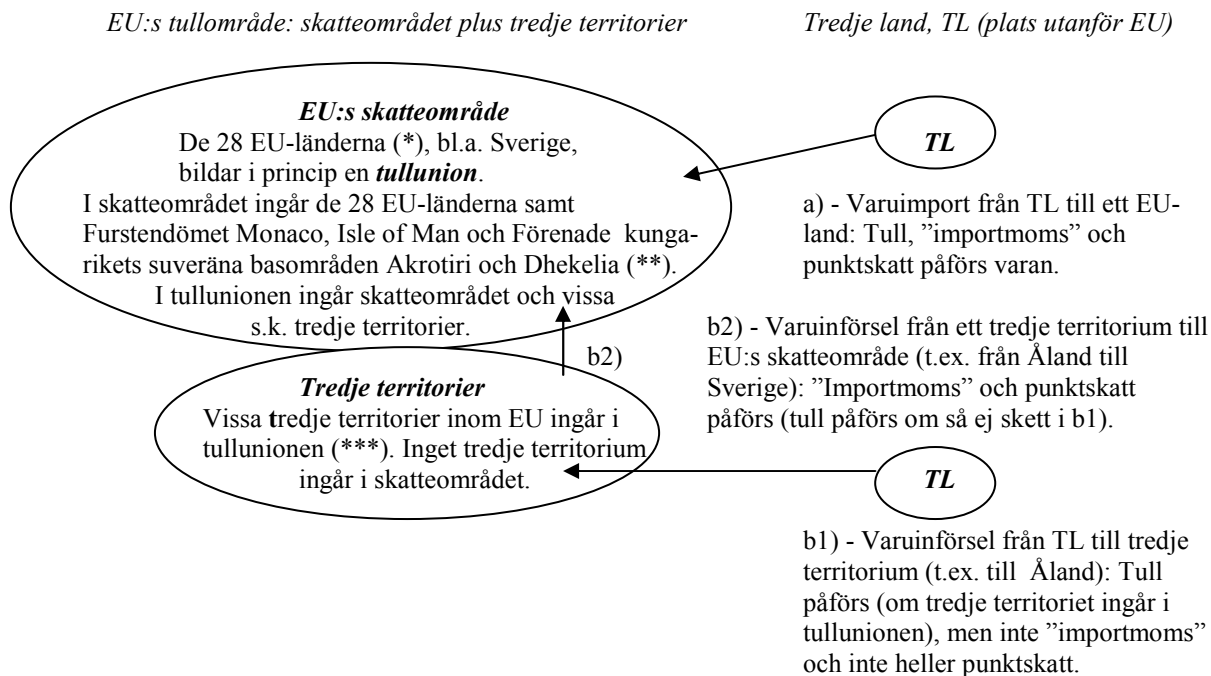 EU:s tullområde: skatteområdet plus tredje territorier
Tredje land, TL (plats utanför EU)
EU:s skatteområde
De 28 EU-länderna (*), bl.a. Sverige,
bildar i princip en tullunion.
I skatteområdet ingår de 28 EU-länderna samt
Furstendömet Monaco, Isle of Man och Förenade kunga-
rikets suveräna basområden Akrotiri och Dhekelia (**).
I tullunionen ingår skatteområdet och vissa
s.k. tredje territorier.
TL
a) - Varuimport från TL till ett EU-
land: Tull, ”importmoms” och
punktskatt påförs varan.
b2)
b2) - Varuinförsel från ett tredje territorium till
EU:s skatteområde (t.ex. från Åland till
Sverige): ”Importmoms” och punktskatt
påförs (tull påförs om så ej skett i b1).
Tredje territorier
Vissa tredje territorier inom EU ingår i
tullunionen (***). Inget tredje territorium
ingår i skatteområdet.
TL
b1) - Varuinförsel från TL till tredje
territorium (t.ex. till Åland): Tull
påförs (om tredje territoriet ingår i
tullunionen), men inte ”importmoms”
och inte heller punktskatt.